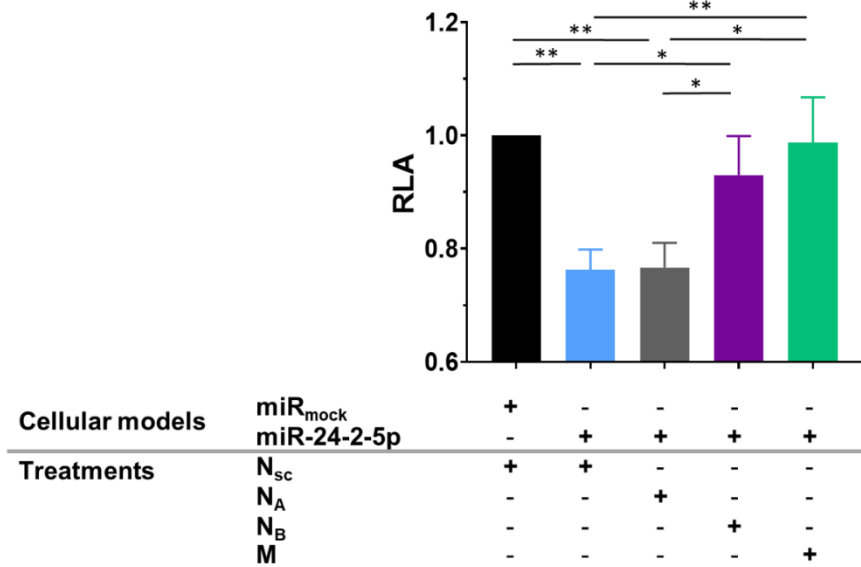 1.2
**
** *
** *
*
1.0
RLA
0.8
0.6
miRmock + - - - -
Cellular models
miR-24-2-5p - + + + +
Treatments Nsc + + - - -
NA - - + - -
NB - - - + -
M - - - - +